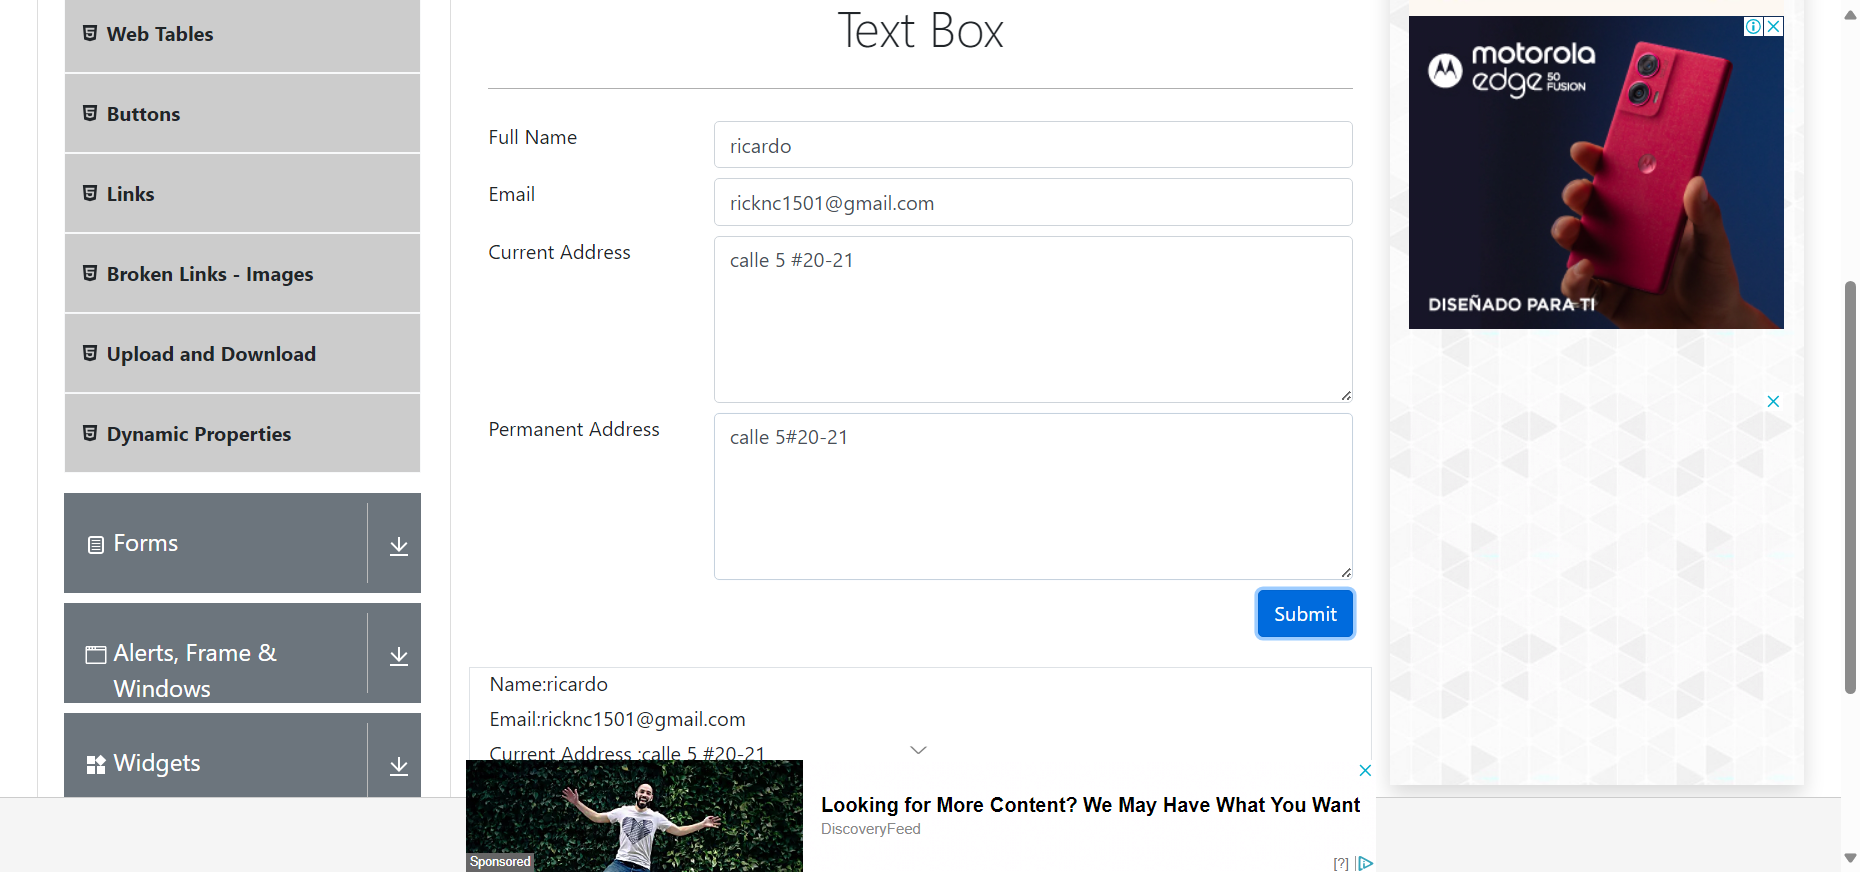 Web Tables
Buttons
Links
Broken Links - Images
Upload and Download
Dynamic Properties
Forms
Alerts, Frame &
Windows
Widgets
Text Box
Full Name
ricardo
Email
ricknc1501@gmail.com
Current Address
calle 5 #20-21
Permanent Address
calle 5#20-21
Submit
Name:ricardo
Email:ricknc1501@gmail.com
Current Address :calle 5 #20-21
Sponsored
Looking for More Content? We May Have What You Want
DiscoveryFeed
[?]
motorola
edge 50 FUSION
DISEÑADO PARA TI